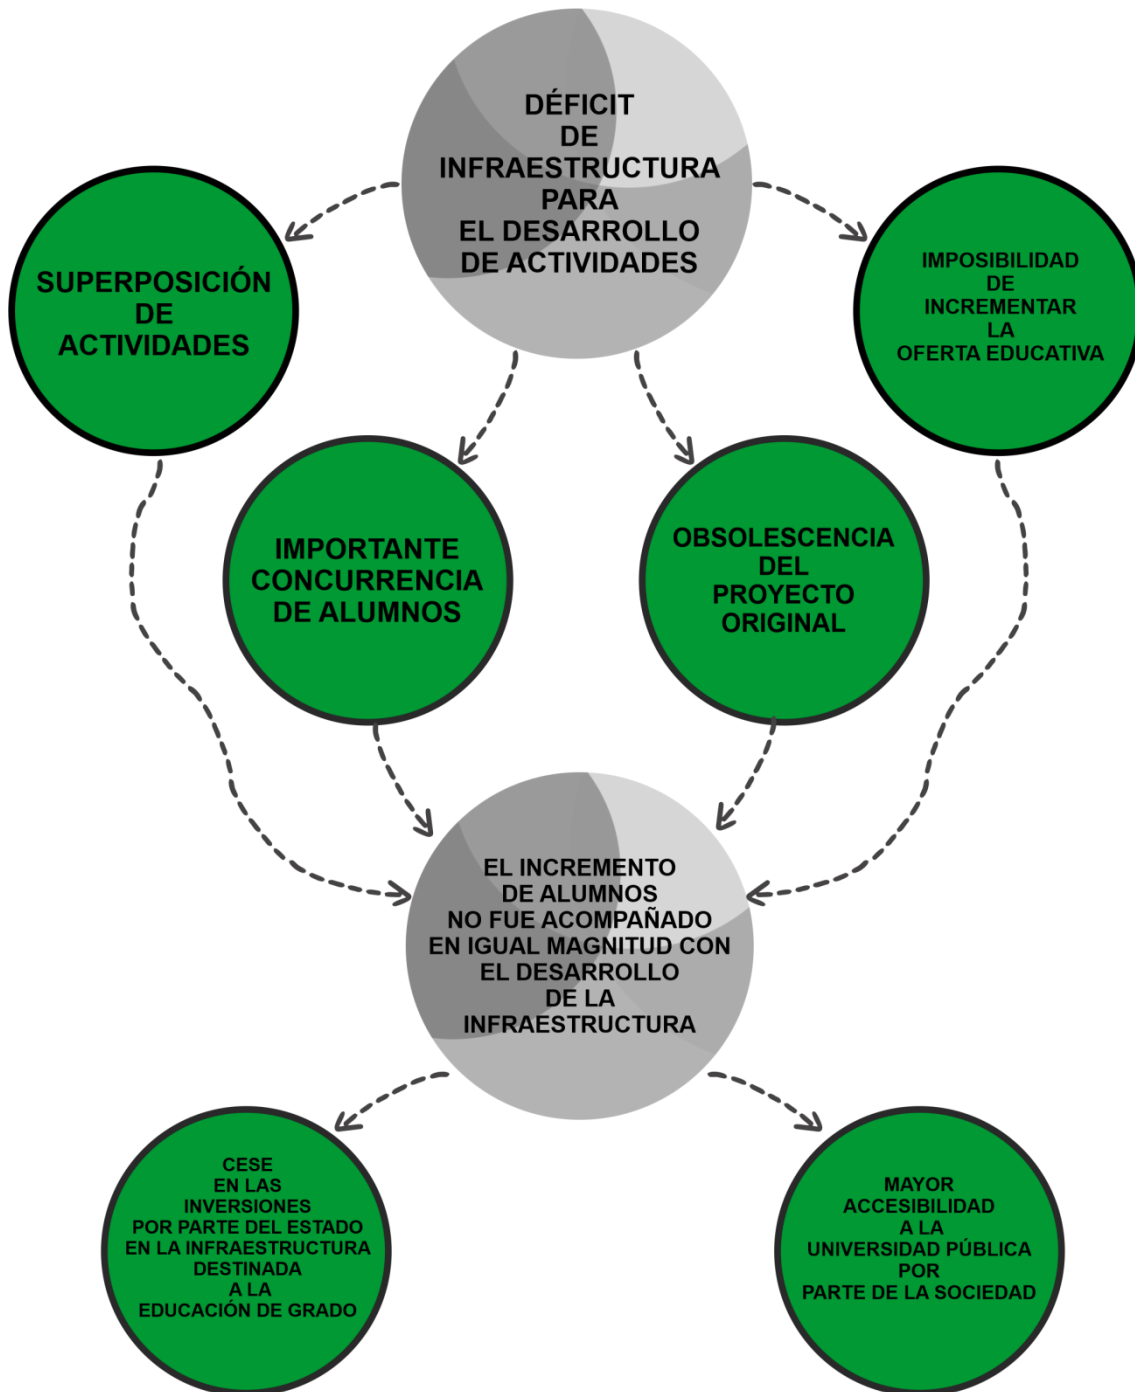 DÉFICIT
DE
INFRAESTRUCTURA
PARA
EL DESARROLLO
DE ACTIVIDADES
SUPERPOSICIÓN
DE
ACTIVIDADES
IMPOSIBILIDAD
DE
INCREMENTAR
LA
OFERTA EDUCATIVA
IMPORTANTE
CONCURRENCIA
DE ALUMNOS
OBSOLESCENCIA
DEL
PROYECTO
ORIGINAL
EL INCREMENTO
DE ALUMNOS
NO FUE ACOMPAÑADO
EN IGUAL MAGNITUD CON
EL DESARROLLO
DE LA
INFRAESTRUCTURA
CESE
EN LAS
INVERSIONES
POR PARTE DEL ESTADO
EN LA INFRAESTRUCTURA
DESTINADA
A LA
EDUCACIÓN DE GRADO
MAYOR
ACCESIBILIDAD
A LA
UNIVERSIDAD PÚBLICA
POR
PARTE DE LA SOCIEDAD